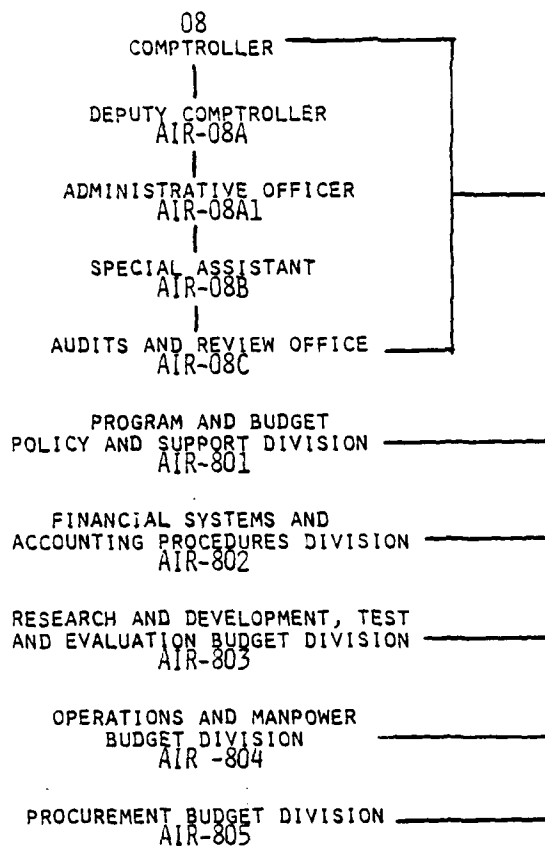 08
COMPTROLLER
DEPUTY COMPTROLLER
AIR-08A
ADMINISTRATIVE OFFICER
AIR-08A1
SPECIAL ASSISTANT
AIR-08B
AUDITS AND REVIEW OFFICE
AIR-08C
PROGRAM AND BUDGET
POLICY AND SUPPORT DIVISION
AIR-801
FINANCIAL SYSTEMS AND
ACCOUNTING PROCEDURES DIVISION
AIR-802
RESEARCH AND DEVELOPMENT, TEST
AND EVALUATION BUDGET DIVISION
AIR-803
OPERATIONS AND MANPOWER
BUDGET DIVISION
AIR -804
PROCUREMENT BUDGET DIVISION
AIR-805